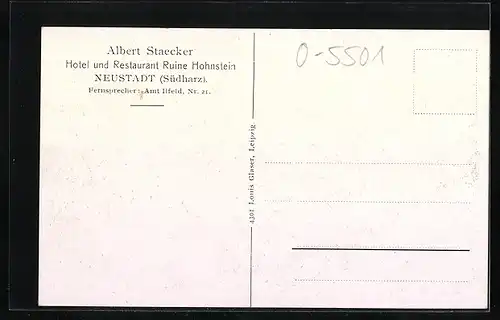 Albert Staecker
Hotel und Restaurant Ruine Hohnstein
NEUSTADT (Südharz).
Fernsprecher: Amt Ilfeld, Nr. 21.
4301 Louis Glaser, Leipzig
O-5501